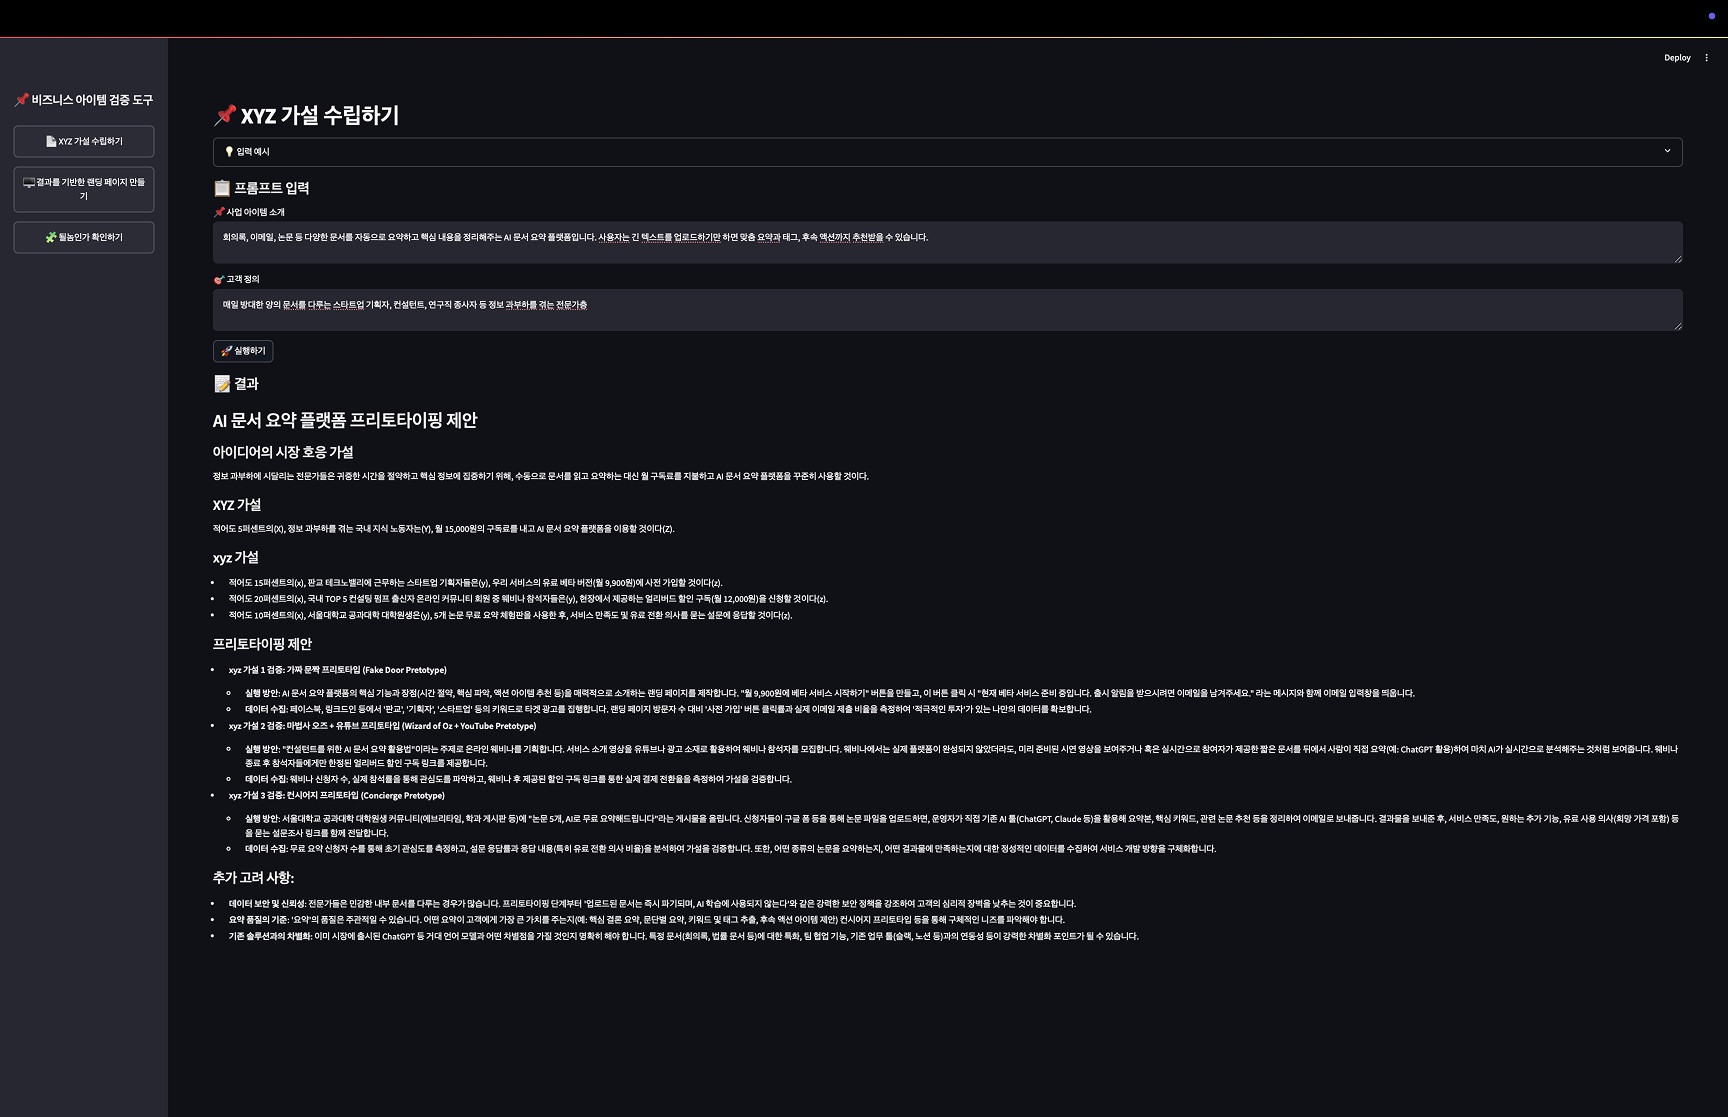 Deploy
📌 비즈니스 아이템 검증 도구
📄 XYZ 가설 수립하기
🖥️ 결과를 기반한 랜딩 페이지 만들
기
🧩 될놈인가 확인하기
📌 XYZ 가설 수립하기
💡 입력 예시
📋 프롬프트 입력
📌 사업 아이템 소개
회의록, 이메일, 논문 등 다양한 문서를 자동으로 요약하고 핵심 내용을 정리해주는 AI 문서 요약 플랫폼입니다. 사용자는 긴 텍스트를 업로드하기만 하면 맞춤 요약과 태그, 후속 액션까지 추천받을 수 있습니다.
🎯 고객 정의
매일 방대한 양의 문서를 다루는 스타트업 기획자, 컨설턴트, 연구직 종사자 등 정보 과부하를 겪는 전문가층
🚀 실행하기
📝 결과
AI 문서 요약 플랫폼 프리토타이핑 제안
아이디어의 시장 호응 가설
정보 과부하에 시달리는 전문가들은 귀중한 시간을 절약하고 핵심 정보에 집중하기 위해, 수동으로 문서를 읽고 요약하는 대신 월 구독료를 지불하고 AI 문서 요약 플랫폼을 꾸준히 사용할 것이다.
XYZ 가설
적어도 5퍼센트의(X), 정보 과부하를 겪는 국내 지식 노동자는(Y), 월 15,000원의 구독료를 내고 AI 문서 요약 플랫폼을 이용할 것이다(Z).
xyz 가설
• 적어도 15퍼센트의(x), 판교 테크노밸리에 근무하는 스타트업 기획자들은(y), 우리 서비스의 유료 베타 버전(월 9,900원)에 사전 가입할 것이다(z).
• 적어도 20퍼센트의(x), 국내 TOP 5 컨설팅 펌프 출신자 온라인 커뮤니티 회원 중 웨비나 참석자들은(y), 현장에서 제공하는 얼리버드 할인 구독(월 12,000원)을 신청할 것이다(z).
• 적어도 10퍼센트의(x), 서울대학교 공과대학 대학원생은(y), 5개 논문 무료 요약 체험판을 사용한 후, 서비스 만족도 및 유료 전환 의사를 묻는 설문에 응답할 것이다(z).
프리토타이핑 제안
• xyz 가설 1 검증: 가짜 문짝 프리토타입 (Fake Door Pretotype)
○ 실행 방안: AI 문서 요약 플랫폼의 핵심 기능과 장점(시간 절약, 핵심 파악, 액션 아이템 추천 등)을 매력적으로 소개하는 랜딩 페이지를 제작합니다. "월 9,900원에 베타 서비스 시작하기" 버튼을 만들고, 이 버튼 클릭 시 "현재 베타 서비스 준비 중입니다. 출시 알림을 받으시려면 이메일을 남겨주세요." 라는 메시지와 함께 이메일 입력창을 띄웁니다.
○ 데이터 수집: 페이스북, 링크드인 등에서 '판교', '기획자', '스타트업' 등의 키워드로 타겟 광고를 집행합니다. 랜딩 페이지 방문자 수 대비 '사전 가입' 버튼 클릭률과 실제 이메일 제출 비율을 측정하여 '적극적인 투자'가 있는 나만의 데이터를 확보합니다.
• xyz 가설 2 검증: 마법사 오즈 + 유튜브 프리토타입 (Wizard of Oz + YouTube Pretotype)
○ 실행 방안: "컨설턴트를 위한 AI 문서 요약 활용법"이라는 주제로 온라인 웨비나를 기획합니다. 서비스 소개 영상을 유튜브나 광고 소재로 활용하여 웨비나 참석자를 모집합니다. 웨비나에서는 실제 플랫폼이 완성되지 않았더라도, 미리 준비된 시연 영상을 보여주거나 혹은 실시간으로 참여자가 제공한 짧은 문서를 뒤에서 사람이 직접 요약(예: ChatGPT 활용)하여 마치 AI가 실시간으로 분석해주는 것처럼 보여줍니다. 웨비나
종료 후 참석자들에게만 한정된 얼리버드 할인 구독 링크를 제공합니다.
○ 데이터 수집: 웨비나 신청자 수, 실제 참석률을 통해 관심도를 파악하고, 웨비나 후 제공된 할인 구독 링크를 통한 실제 결제 전환율을 측정하여 가설을 검증합니다.
• xyz 가설 3 검증: 컨시어지 프리토타입 (Concierge Pretotype)
○ 실행 방안: 서울대학교 공과대학 대학원생 커뮤니티(에브리타임, 학과 게시판 등)에 "논문 5개, AI로 무료 요약해드립니다"라는 게시물을 올립니다. 신청자들이 구글 폼 등을 통해 논문 파일을 업로드하면, 운영자가 직접 기존 AI 툴(ChatGPT, Claude 등)을 활용해 요약본, 핵심 키워드, 관련 논문 추천 등을 정리하여 이메일로 보내줍니다. 결과물을 보내준 후, 서비스 만족도, 원하는 추가 기능, 유료 사용 의사(희망 가격 포함) 등
을 묻는 설문조사 링크를 함께 전달합니다.
○ 데이터 수집: 무료 요약 신청자 수를 통해 초기 관심도를 측정하고, 설문 응답률과 응답 내용(특히 유료 전환 의사 비율)을 분석하여 가설을 검증합니다. 또한, 어떤 종류의 논문을 요약하는지, 어떤 결과물에 만족하는지에 대한 정성적인 데이터를 수집하여 서비스 개발 방향을 구체화합니다.
추가 고려 사항:
• 데이터 보안 및 신뢰성: 전문가들은 민감한 내부 문서를 다루는 경우가 많습니다. 프리토타이핑 단계부터 '업로드된 문서는 즉시 파기되며, AI 학습에 사용되지 않는다'와 같은 강력한 보안 정책을 강조하여 고객의 심리적 장벽을 낮추는 것이 중요합니다.
• 요약 품질의 기준: '요약'의 품질은 주관적일 수 있습니다. 어떤 요약이 고객에게 가장 큰 가치를 주는지(예: 핵심 결론 요약, 문단별 요약, 키워드 및 태그 추출, 후속 액션 아이템 제안) 컨시어지 프리토타입 등을 통해 구체적인 니즈를 파악해야 합니다.
• 기존 솔루션과의 차별화: 이미 시장에 출시된 ChatGPT 등 거대 언어 모델과 어떤 차별점을 가질 것인지 명확히 해야 합니다. 특정 문서(회의록, 법률 문서 등)에 대한 특화, 팀 협업 기능, 기존 업무 툴(슬랙, 노션 등)과의 연동성 등이 강력한 차별화 포인트가 될 수 있습니다.